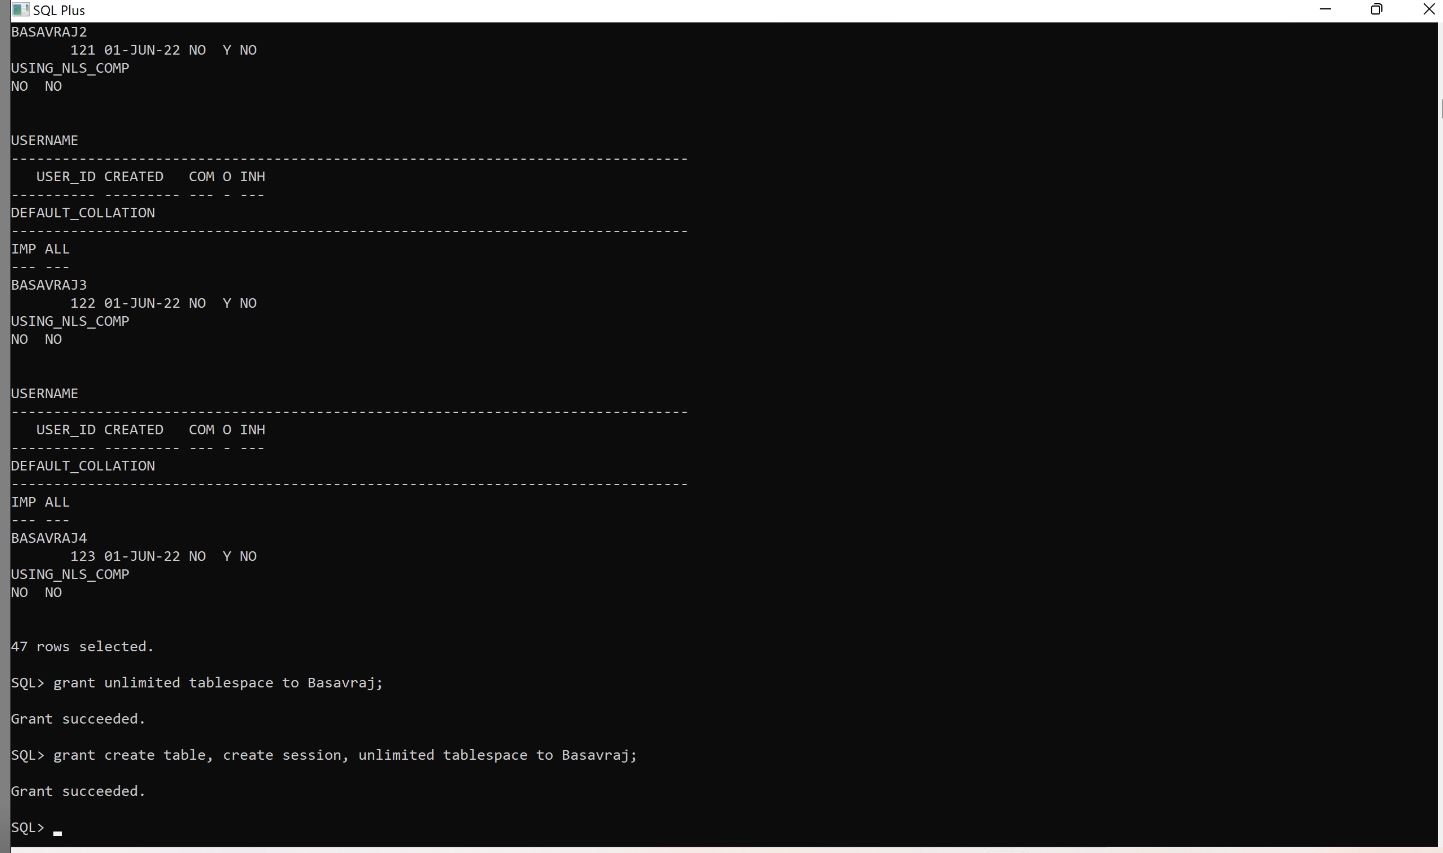 SQL Plus
BASAVRAJ2
       121 01-JUN-22 NO  Y NO
USING_NLS_COMP
NO  NO
USERNAME
--------------------------------------------------------------------------------
   USER_ID CREATED   COM O INH
---------- --------- --- - ---
DEFAULT_COLLATION
--------------------------------------------------------------------------------
IMP ALL
--- ---
BASAVRAJ3
       122 01-JUN-22 NO  Y NO
USING_NLS_COMP
NO  NO
USERNAME
--------------------------------------------------------------------------------
   USER_ID CREATED   COM O INH
---------- --------- --- - ---
DEFAULT_COLLATION
--------------------------------------------------------------------------------
IMP ALL
--- ---
BASAVRAJ4
       123 01-JUN-22 NO  Y NO
USING_NLS_COMP
NO  NO
47 rows selected.
SQL> grant unlimited tablespace to Basavraj;
Grant succeeded.
SQL> grant create table, create session, unlimited tablespace to Basavraj;
Grant succeeded.
SQL>